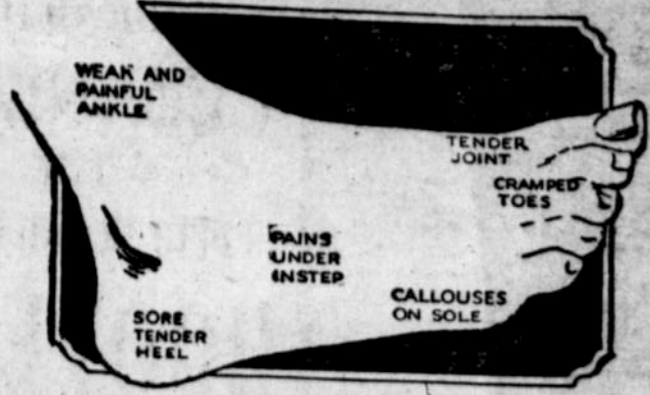 WEAK AND
PAINFUL
ANKLE
TENDER
JOINT
CRAMPED
TOES
PAINS
UNDER
INSTEP
CALLOUSES
ON SOLE
SORE
TENDER
HEEL